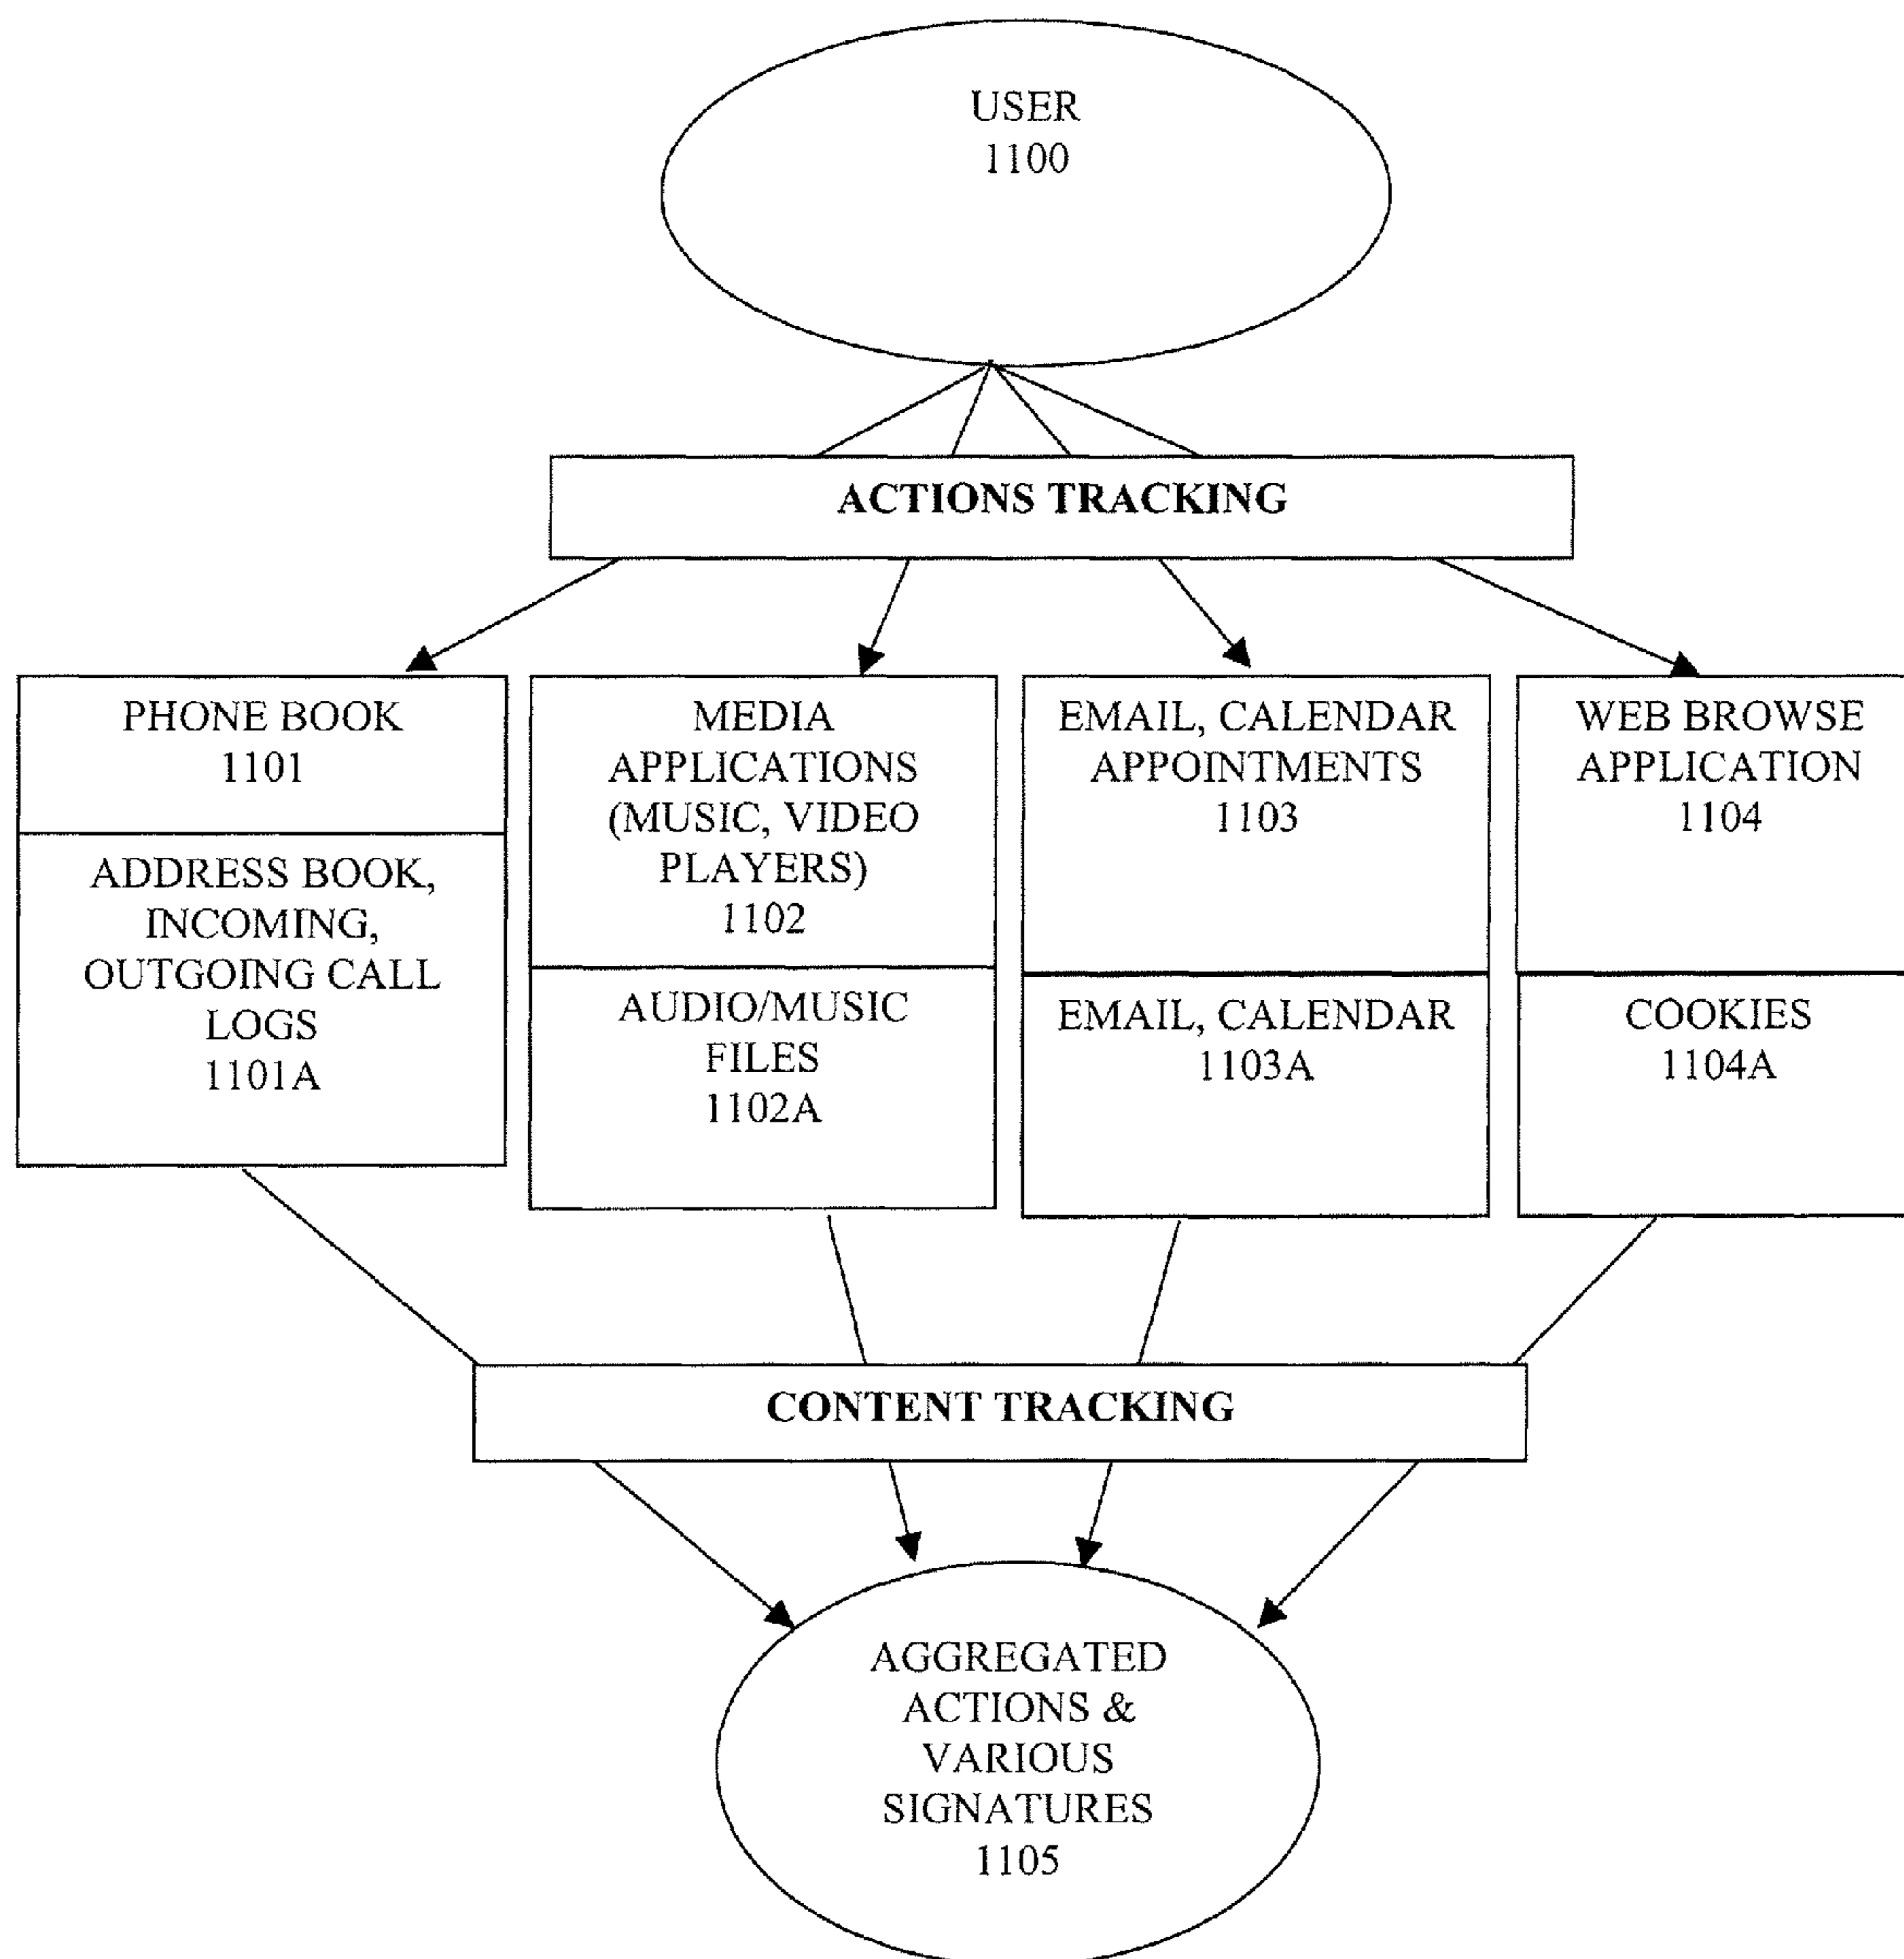 USER
1100
ACTIONS TRACKING
PHONE BOOK
1101
ADDRESS BOOK,
INCOMING,
OUTGOING CALL
LOGS
1101A
MEDIA
APPLICATIONS
(MUSIC, VIDEO
PLAYERS)
1102
AUDIO/MUSIC
FILES
1102A
EMAIL, CALENDAR
APPOINTMENTS
1103
EMAIL, CALENDAR
1103A
WEB BROWSE
APPLICATION
1104
COOKIES
1104A
CONTENT TRACKING
AGGREGATED
ACTIONS &
VARIOUS
SIGNATURES
1105